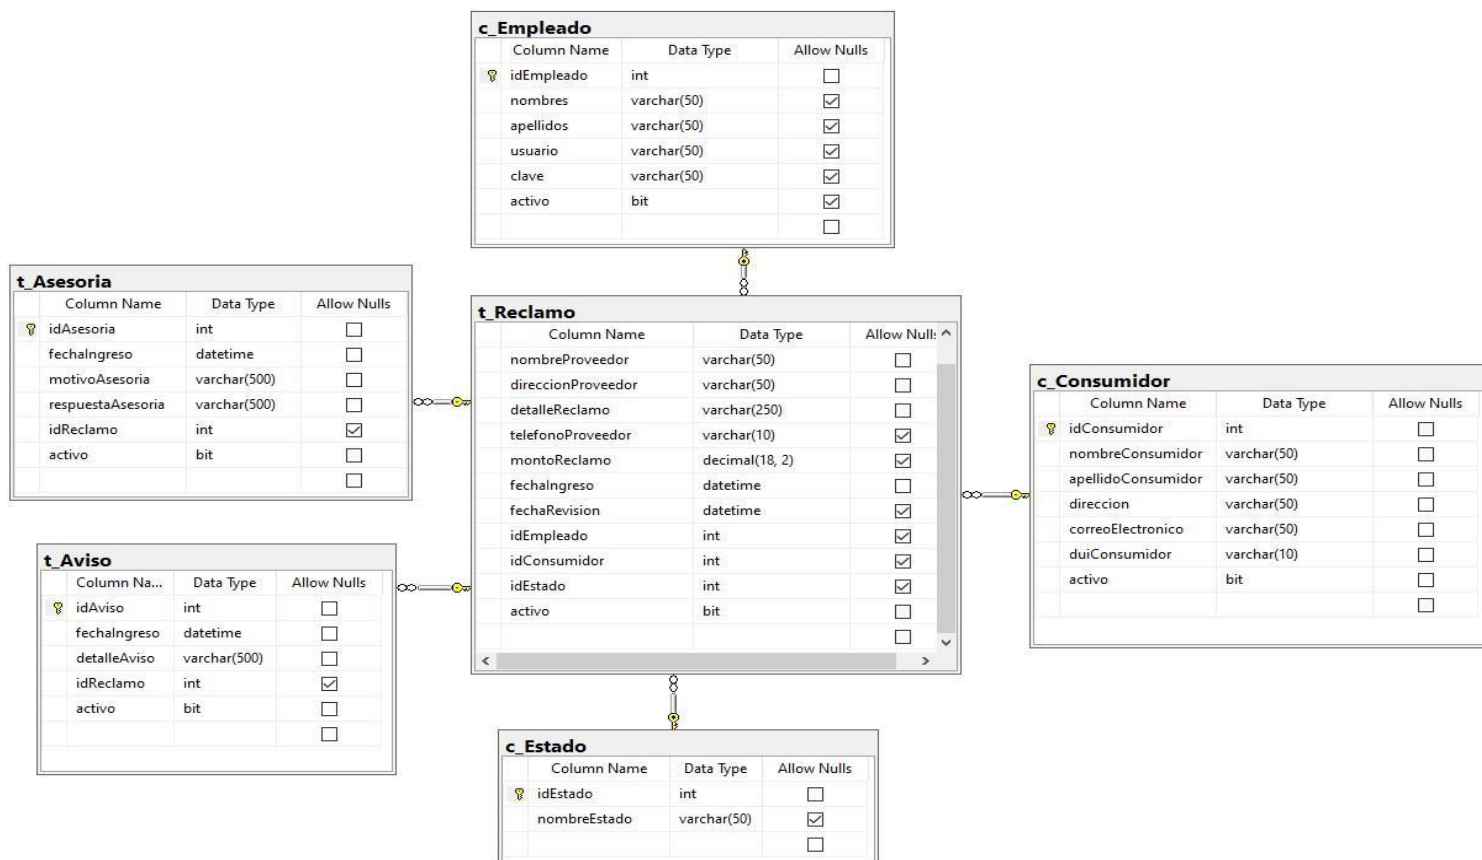 c_Empleado
Column Name Data Type Allow Nulls
idEmpleado int
nombres varchar(50)
apellidos varchar(50)
usuario varchar(50)
clave varchar(50)
activo bit
t_Asesoria
Column Name Data Type Allow Nulls
idAsesoria int
fechaIngreso datetime
motivoAsesoria varchar(500)
respuestaAsesoria varchar(500)
idReclamo int
activo bit
t_Reclamo
Column Name Data Type Allow Nulls
nombreProveedor varchar(50)
direccionProveedor varchar(50)
detalleReclamo varchar(250)
telefonoProveedor varchar(10)
montoReclamo decimal(18, 2)
fechaIngreso datetime
fechaRevision datetime
idEmpleado int
idConsumidor int
idEstado int
activo bit
c_Consumidor
Column Name Data Type Allow Nulls
idConsumidor int
nombreConsumidor varchar(50)
apellidoConsumidor varchar(50)
direccion varchar(50)
correoElectronico varchar(50)
duiConsumidor varchar(10)
activo bit
t_Aviso
Column Na... Data Type Allow Nulls
idAviso int
fechaIngreso datetime
detalleAviso varchar(500)
idReclamo int
activo bit
c_Estado
Column Name Data Type Allow Nulls
idEstado int
nombreEstado varchar(50)